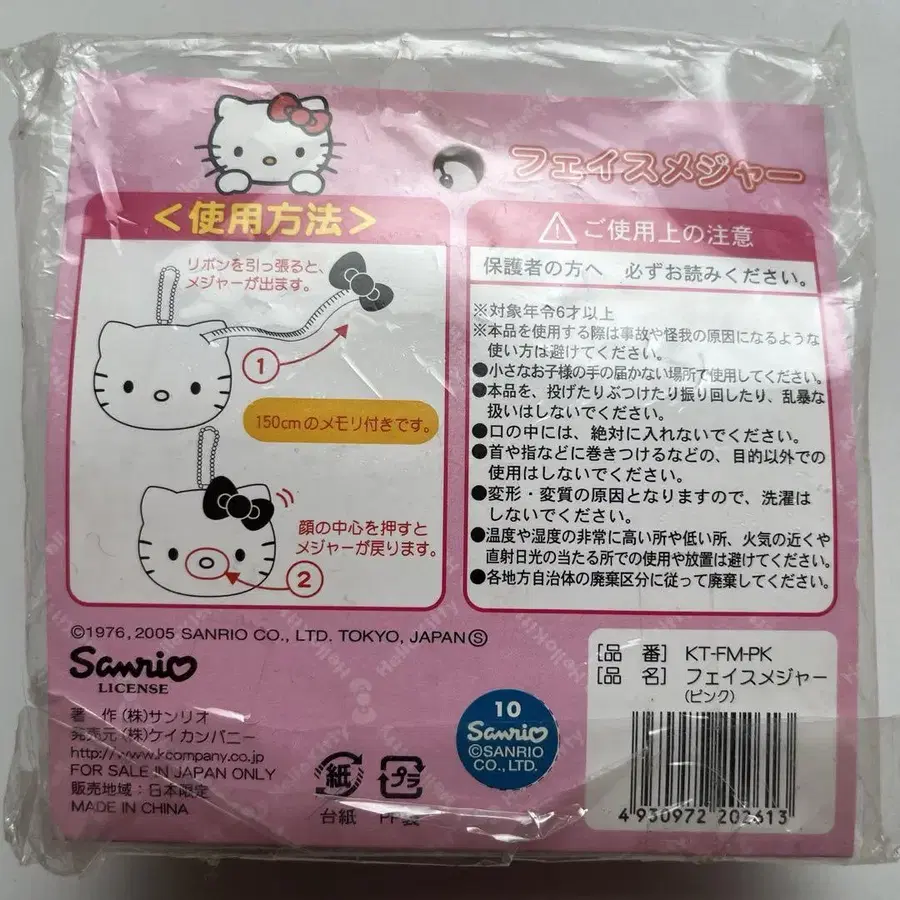 フェイスメジャー
<使用方法>
リボンを引っ張ると、
メジャーが出ます。
1
150cmのメモリ付きです。
顔の中心を押すと
メジャーが戻ります。
2
ご使用上の注意
保護者の方へ 必ずお読みください。
※対象年令6才以上
※本品を使用する際は事故や怪我の原因になるような
使い方は避けてください。
●小さなお子様の手の届かない場所で使用してください。
●本品を、投げたりぶつけたり振り回したり、乱暴な
扱いはしないでください。
●口の中には、絶対に入れないでください。
●首や指などに巻きつけるなどの、目的以外での
使用はしないでください。
●変形・変質の原因となりますので、洗濯は
しないでください。
●温度や湿度の非常に高い所や低い所、火気の近くや
直射日光の当たる所での使用や放置は避けてください。
●各地方自治体の廃棄区分に従って廃棄してください。
©1976, 2005 SANRIO CO., LTD. TOKYO, JAPAN Ⓢ
Sanrio
LICENSE
著 作 (株)サンリオ
発売元 (株)ケイカンパニー
http://www.kcompany.co.jp
FOR SALE IN JAPAN ONLY
販売地域:日本限定
MADE IN CHINA
紙
台紙
プラ
PP袋
10
Sanrio
©SANRIO
CO., LTD.
[品 番] KT-FM-PK
[品 名] フェイスメジャー
(ピンク)
4 930972 202613
Hello Kitty